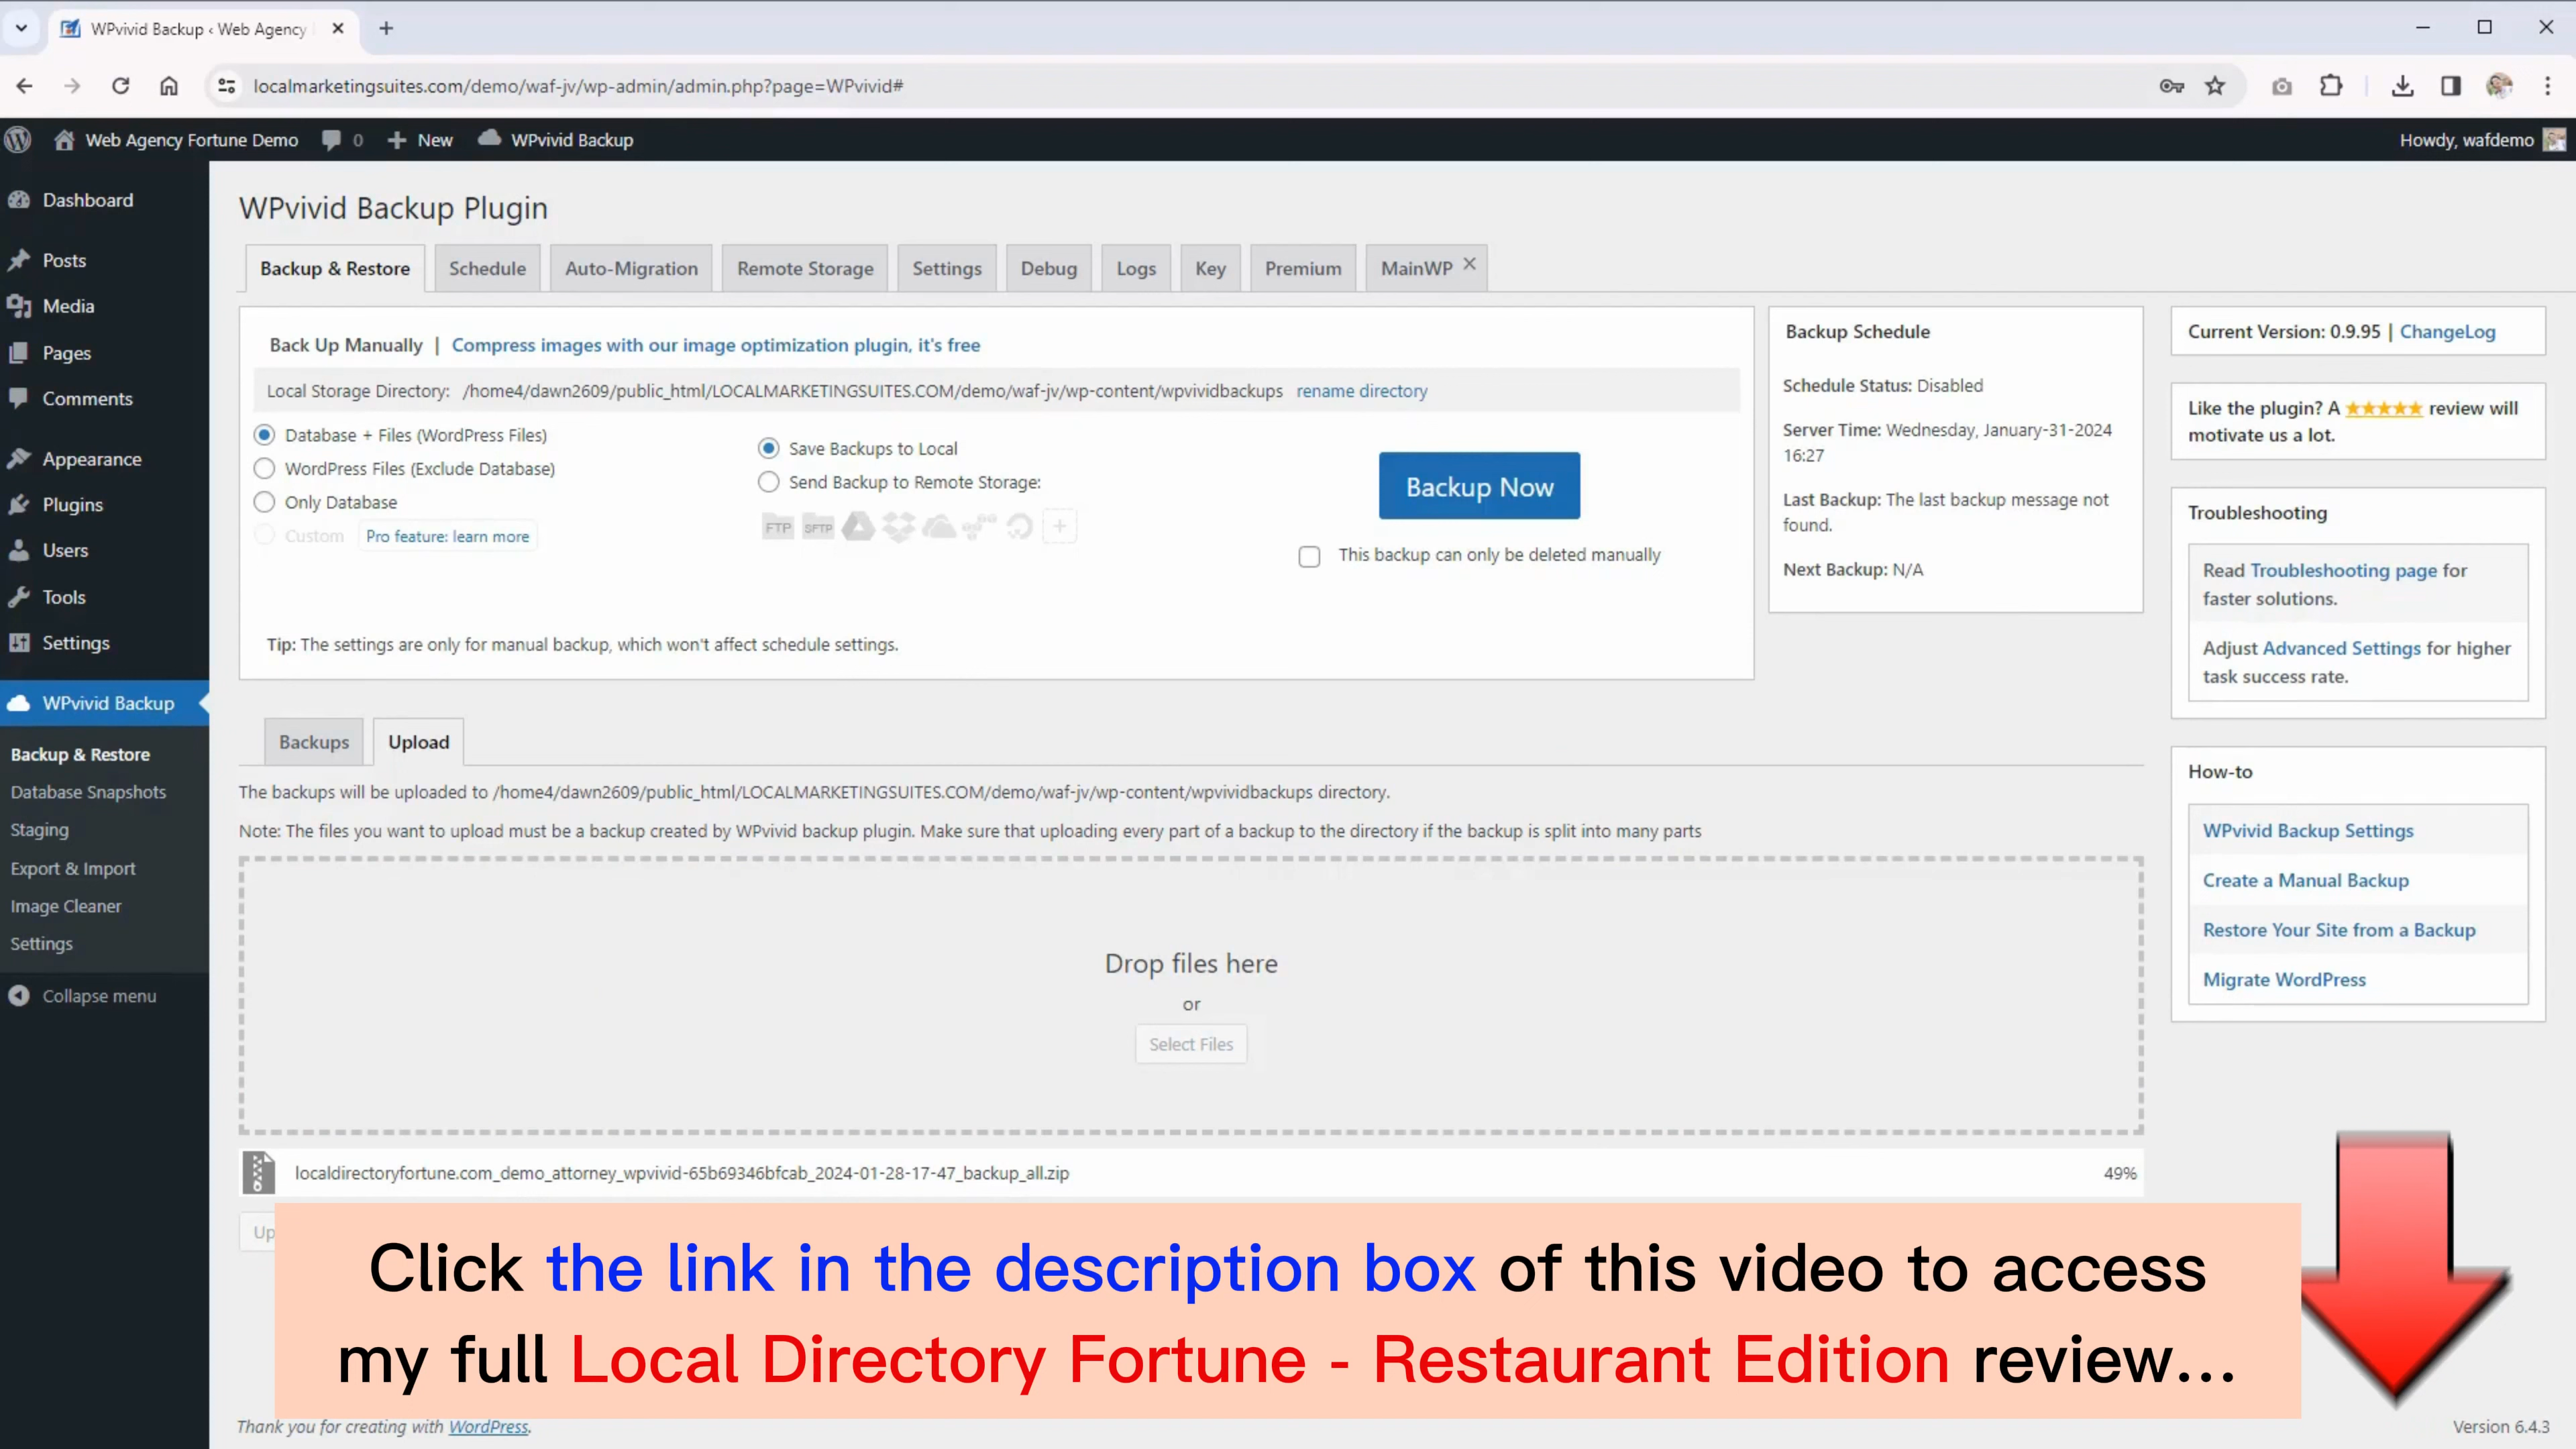 WPvivid Backup ‹ Web Agency
localmarketingsuites.com/demo/waf-jv/wp-admin/admin.php?page=WPvivid#
Web Agency Fortune Demo 0 New WPvivid Backup Howdy, wafdemo
Dashboard
Posts
Media
Pages
Comments
Appearance
Plugins
Users
Tools
Settings
WPvivid Backup
Backup & Restore
Database Snapshots
Staging
Export & Import
Image Cleaner
Settings
Collapse menu
WPvivid Backup Plugin
Backup & Restore Schedule Auto-Migration Remote Storage Settings Debug Logs Key Premium MainWP
Back Up Manually | Compress images with our image optimization plugin, it's free
Local Storage Directory: /home4/dawn2609/public_html/LOCALMARKETINGSUITES.COM/demo/waf-jv/wp-content/wpvividbackups rename directory
Database + Files (WordPress Files)
WordPress Files (Exclude Database)
Only Database
Custom Pro feature: learn more
Save Backups to Local
Send Backup to Remote Storage:
FTP SFTP
Backup Now
This backup can only be deleted manually
Tip: The settings are only for manual backup, which won't affect schedule settings.
Backup Schedule
Schedule Status: Disabled
Server Time: Wednesday, January-31-2024
16:27
Last Backup: The last backup message not
found.
Next Backup: N/A
Current Version: 0.9.95 | ChangeLog
Like the plugin? A ★★★★★ review will
motivate us a lot.
Troubleshooting
Read Troubleshooting page for
faster solutions.
Adjust Advanced Settings for higher
task success rate.
How-to
WPvivid Backup Settings
Create a Manual Backup
Restore Your Site from a Backup
Migrate WordPress
Backups Upload
The backups will be uploaded to /home4/dawn2609/public_html/LOCALMARKETINGSUITES.COM/demo/waf-jv/wp-content/wpvividbackups directory.
Note: The files you want to upload must be a backup created by WPvivid backup plugin. Make sure that uploading every part of a backup to the directory if the backup is split into many parts
Drop files here
or
Select Files
localdirectoryfortune.com_demo_attorney_wpvivid-65b69346bfcab_2024-01-28-17-47_backup_all.zip 49%
Up
Click the link in the description box of this video to access
my full Local Directory Fortune - Restaurant Edition review...
Thank you for creating with WordPress. Version 6.4.3